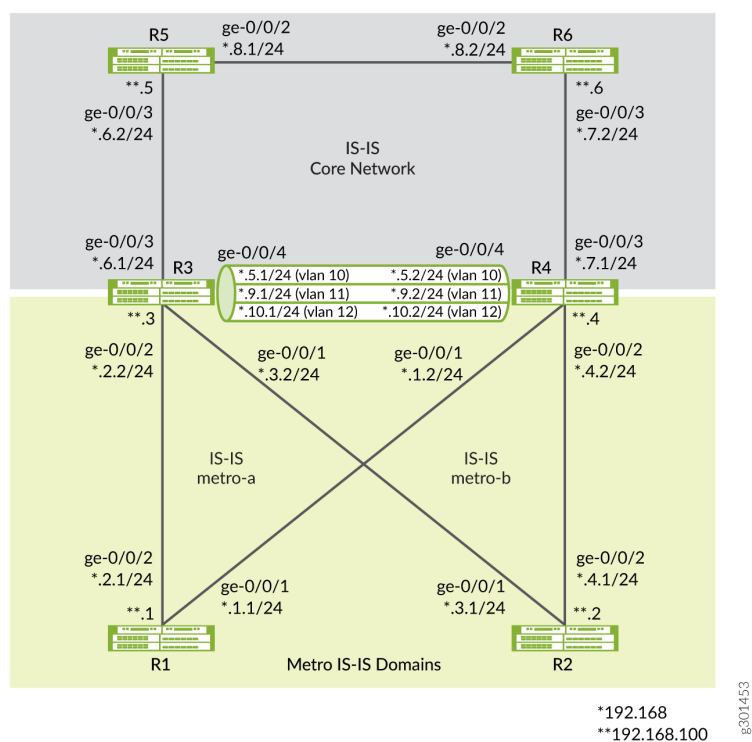 R5
ge-0/0/2
*.8.1/24
ge-0/0/2
*.8.2/24
R6
**.5
**.6
ge-0/0/3
*.6.2/24
ge-0/0/3
*.7.2/24
IS-IS
Core Network
ge-0/0/3
*.6.1/24
R3
ge-0/0/4
ge-0/0/4
R4
ge-0/0/3
*.7.1/24
*.5.1/24 (vlan 10)
*.5.2/24 (vlan 10)
*.9.1/24 (vlan 11)
*.9.2/24 (vlan 11)
*.10.1/24 (vlan 12)
*.10.2/24 (vlan 12)
**.3
**.4
ge-0/0/2
*.2.2/24
ge-0/0/1
*.3.2/24
ge-0/0/1
*.1.2/24
ge-0/0/2
*.4.2/24
IS-IS
metro-a
IS-IS
metro-b
ge-0/0/2
*.2.1/24
ge-0/0/1
*.1.1/24
ge-0/0/1
*.3.1/24
ge-0/0/2
*.4.1/24
**.1
**.2
R1
Metro IS-IS Domains
R2
*192.168
**192.168.100
g301453